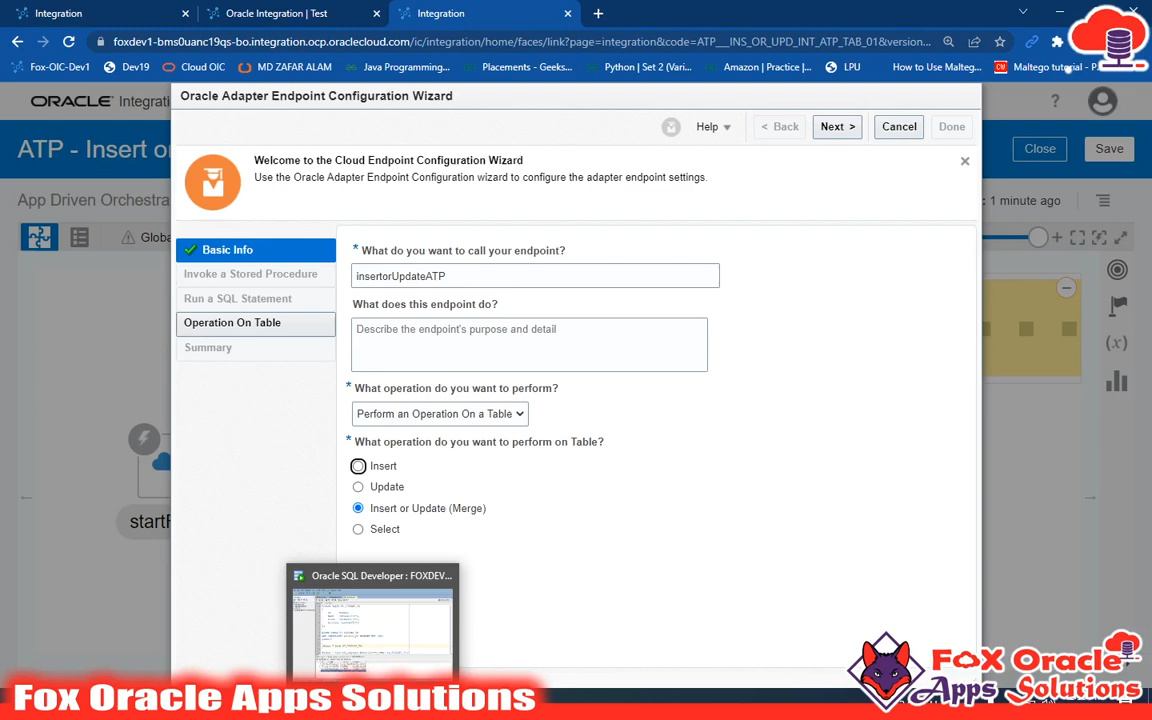 Integration
Oracle Integration | Test
Integration
foxdev1-bms0uanc19qs-bo.integration.ocp.oraclecloud.com/ic/integration/home/faces/link?page=integration&code=ATP___INS_OR_UPD_INT_ATP_TAB_01&version...
Fox-OIC-Dev1
Dev19
Cloud OIC
MD ZAFAR ALAM
Java Programming...
Placements - Geeks...
Python | Set 2 (Vari...
Amazon | Practice |...
LPU
How to Use Malteg...
Maltego tutorial - P
ORACLE Integrat
Oracle Adapter Endpoint Configuration Wizard
Help
< Back
Next >
Cancel
Done
ATP - Insert or
Close
Save
Welcome to the Cloud Endpoint Configuration Wizard
Use the Oracle Adapter Endpoint Configuration wizard to configure the adapter endpoint settings.
App Driven Orchestra
: 1 minute ago
Globa
Basic Info
Invoke a Stored Procedure
Run a SQL Statement
Operation On Table
Summary
* What do you want to call your endpoint?
insertorUpdateATP
What does this endpoint do?
Describe the endpoint's purpose and detail
* What operation do you want to perform?
Perform an Operation On a Table
* What operation do you want to perform on Table?
Insert
Update
Insert or Update (Merge)
Select
(x)
startF
Oracle SQL Developer : FOXDEV...
Fox Oracle Apps Solutions
FOX Oracle
Apps Solutions